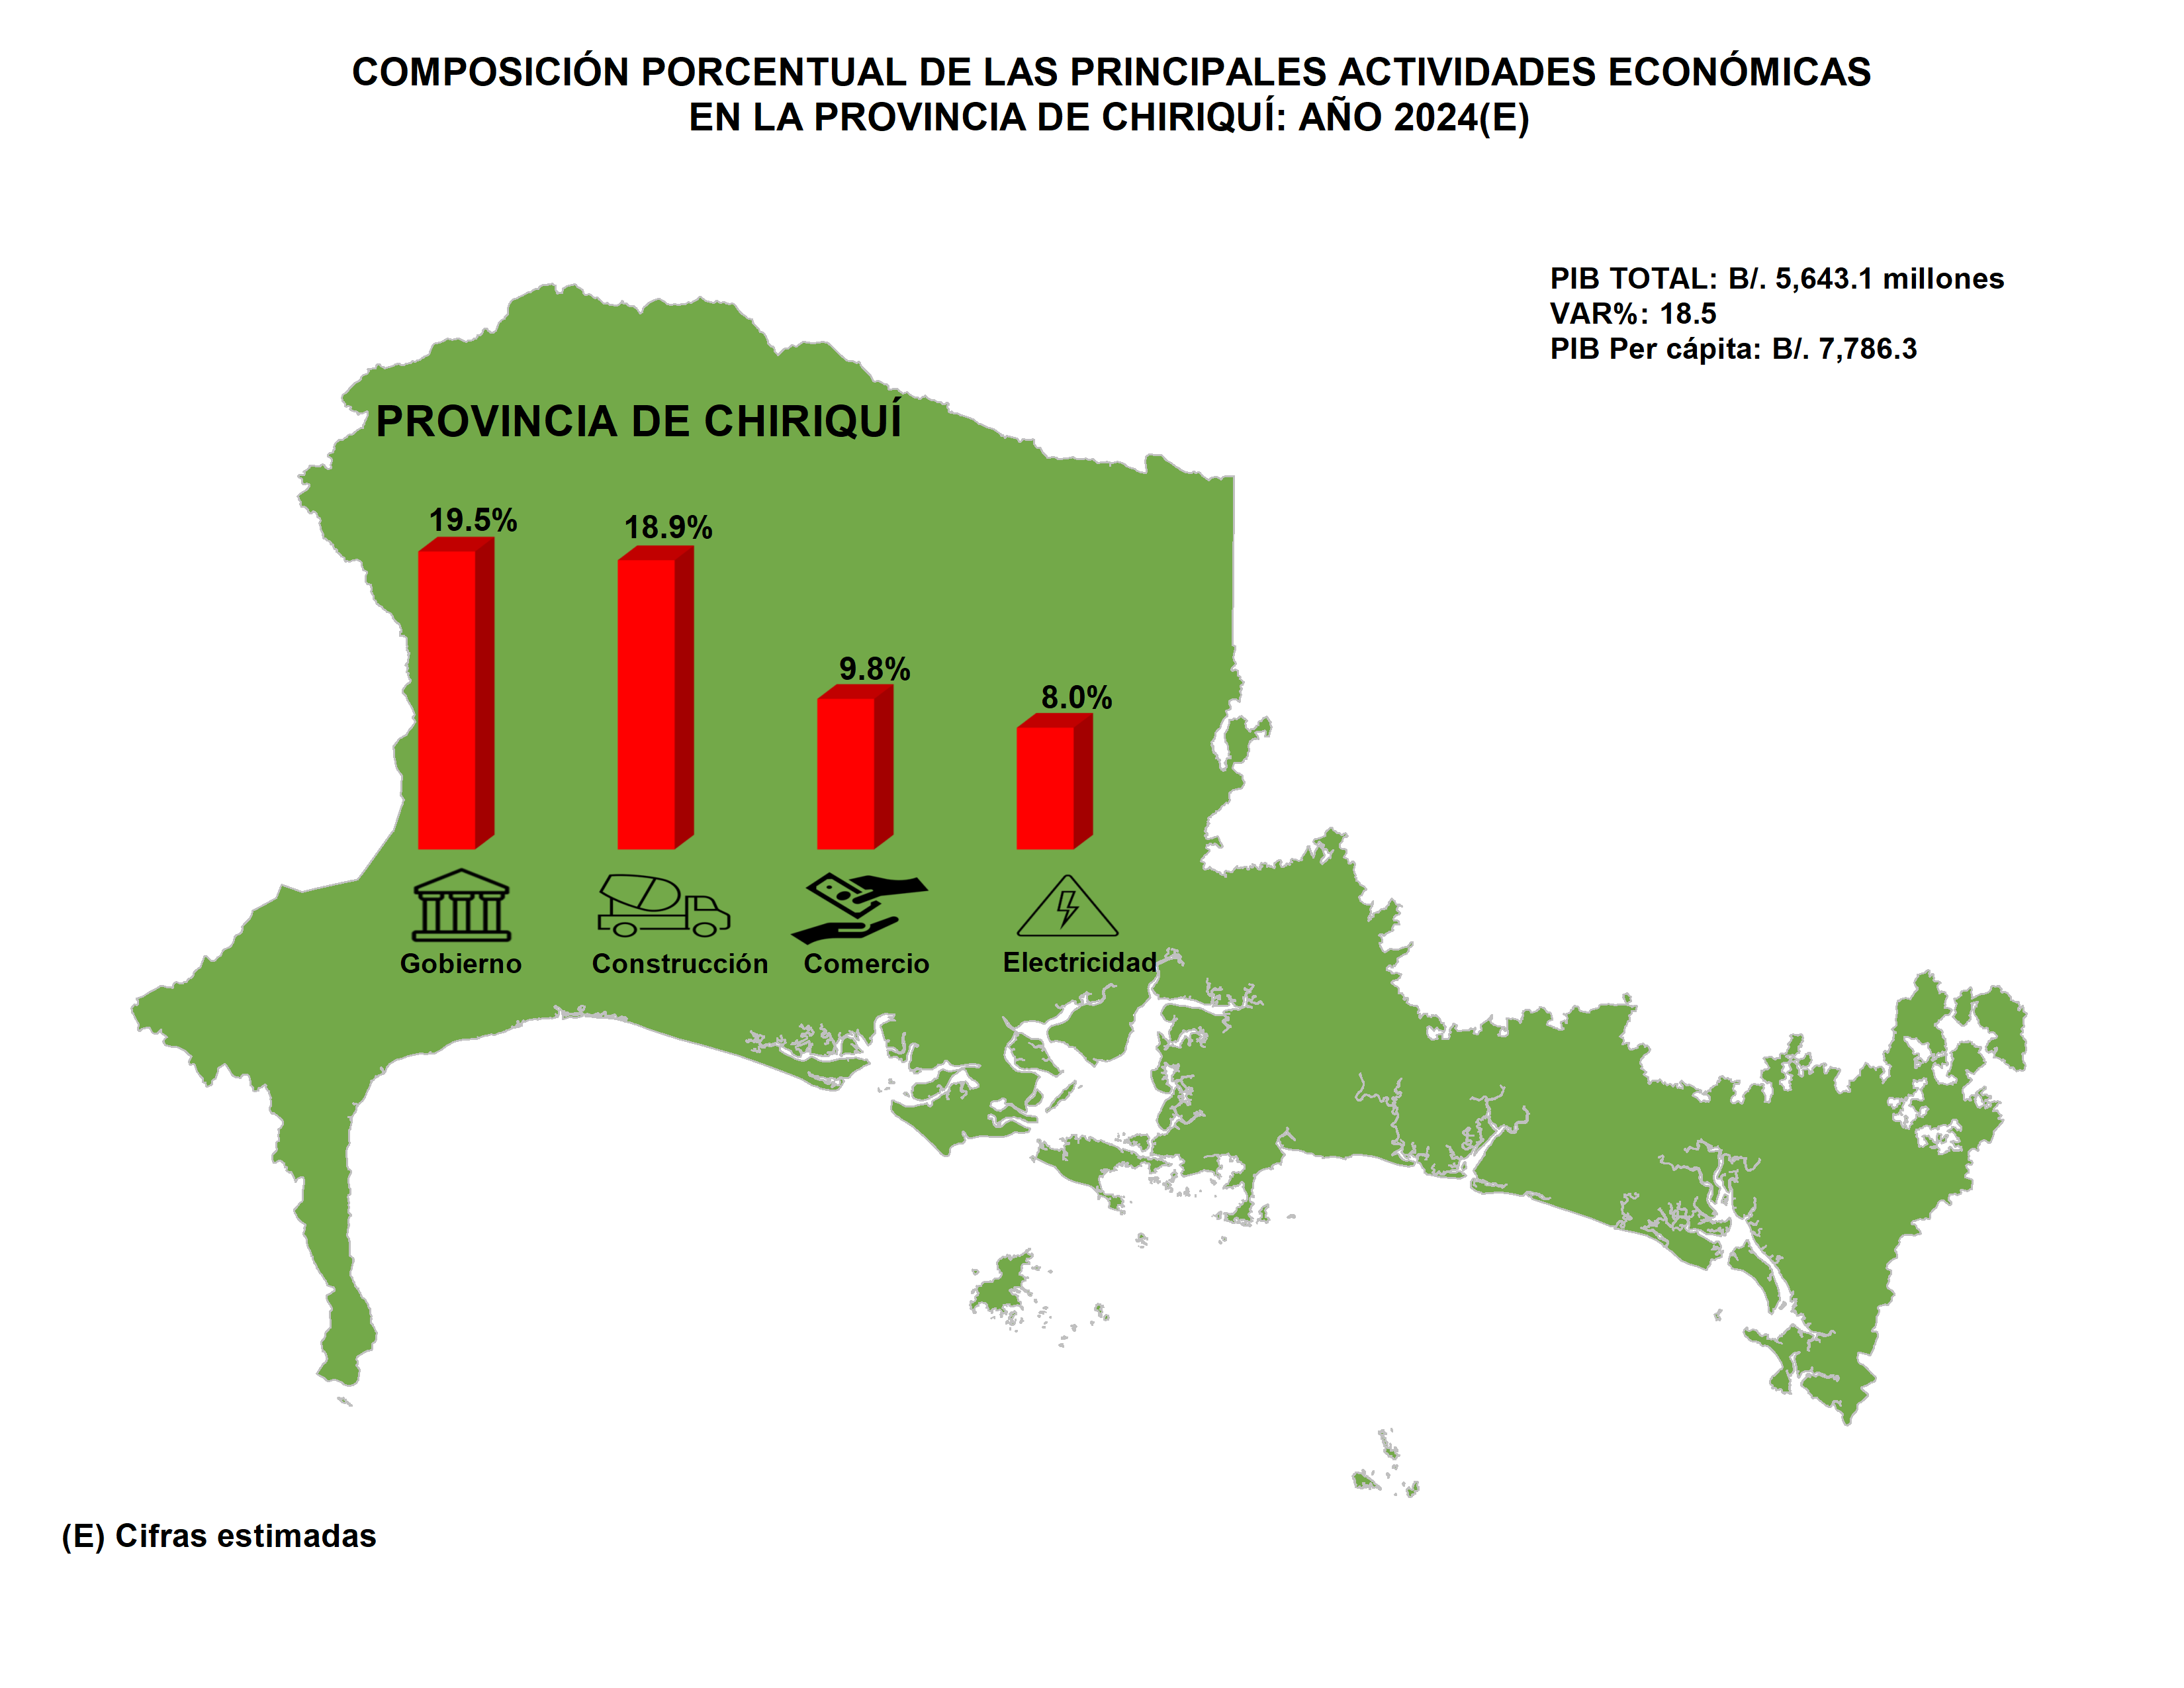 COMPOSICIÓN PORCENTUAL DE LAS PRINCIPALES ACTIVIDADES ECONÓMICAS
EN LA PROVINCIA DE CHIRIQUÍ: AÑO 2024(E)
PIB TOTAL: B/. 5,643.1 millones
VAR%: 18.5
PIB Per cápita: B/. 7,786.3
PROVINCIA DE CHIRIQUÍ
19.5%
18.9%
9.8%
8.0%
Gobierno
Construcción
Comercio
Electricidad
(E) Cifras estimadas